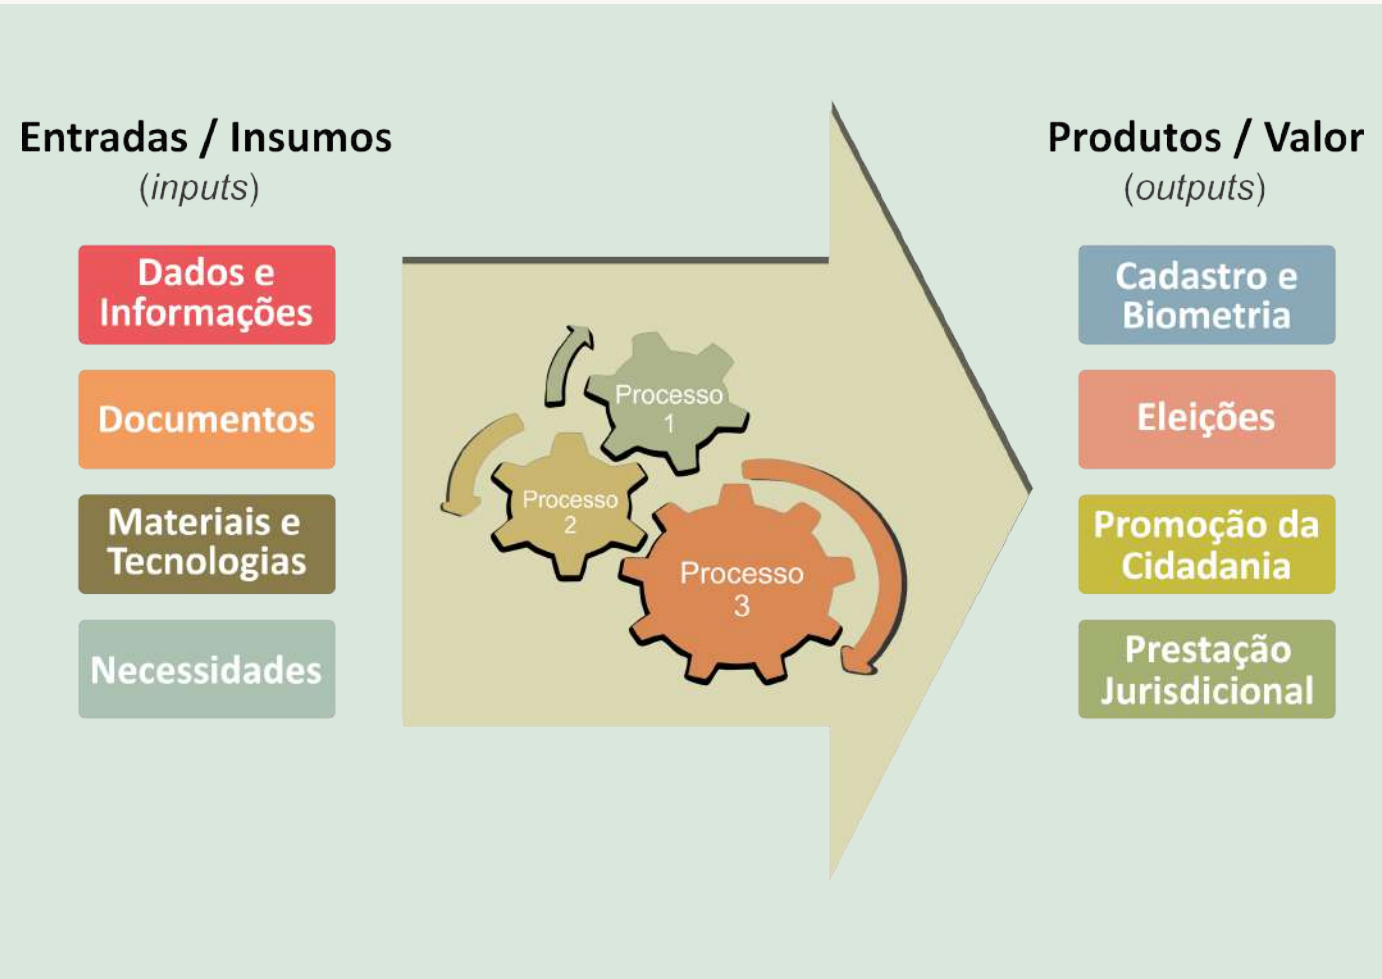 Entradas / Insumos
(inputs)
Dados e
Informações
Documentos
Materiais e
Tecnologias
Necessidades
Processo
1
Processo
2
Processo
3
Produtos / Valor
(outputs)
Cadastro e
Biometria
Eleições
Promoção da
Cidadania
Prestação
Jurisdicional